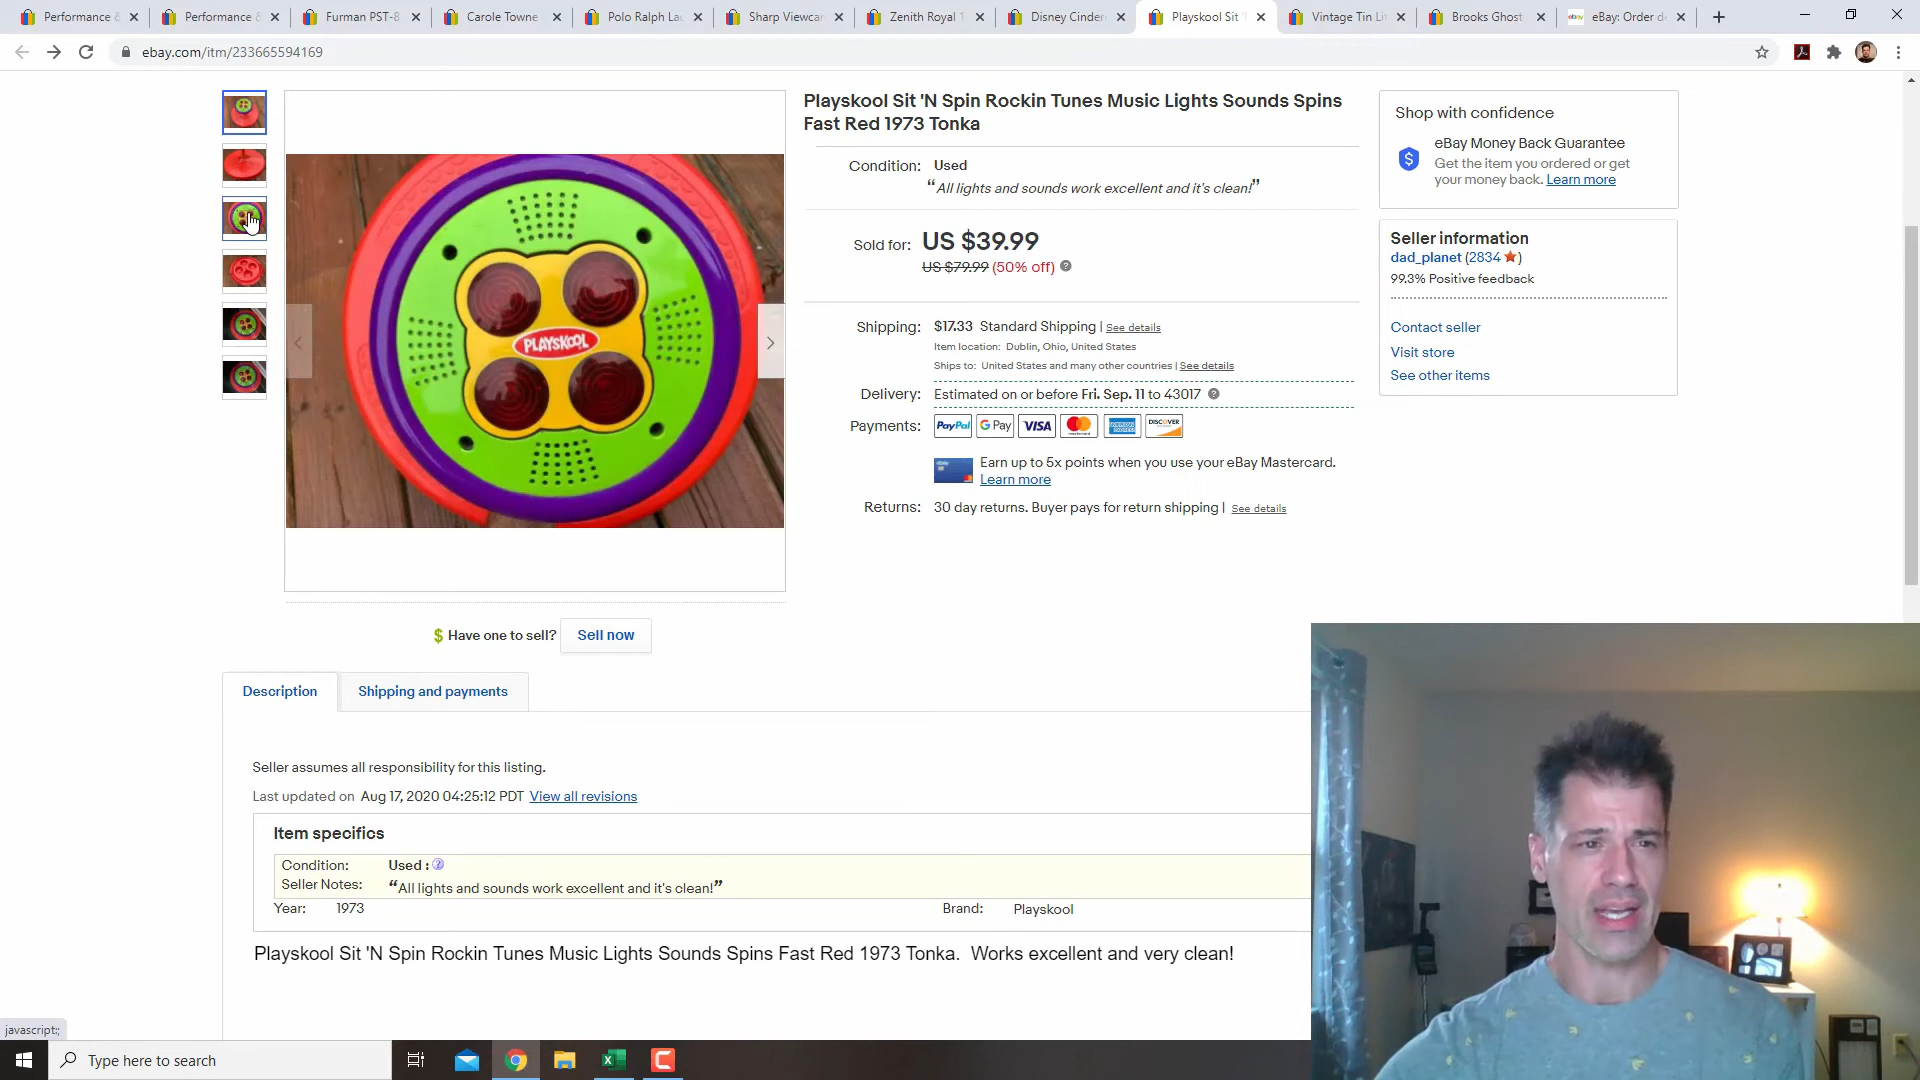 Performance &
Performance &
Furman PST-8
Carole Towne
Polo Ralph La
Sharp Viewcar
Zenith Royal 1
Disney Cinder
Playskool Sit '
Vintage Tin Li
Brooks Ghost
ebay
eBay: Order d
ebay.com/itm/233665594169
Playskool Sit 'N Spin Rockin Tunes Music Lights Sounds Spins
Fast Red 1973 Tonka
Condition: Used
“All lights and sounds work excellent and it's clean!”
Sold for: US $39.99
US $79.99 (50% off) ?
Shipping: $17.33 Standard Shipping | See details
Item location: Dublin, Ohio, United States
Ships to: United States and many other countries | See details
Delivery: Estimated on or before Fri. Sep. 11 to 43017 ?
Payments: PayPal G Pay VISA DISCOVER
Earn up to 5x points when you use your eBay Mastercard.
Learn more
Returns: 30 day returns. Buyer pays for return shipping | See details
Shop with confidence
eBay Money Back Guarantee
Get the item you ordered or get
your money back. Learn more
Seller information
dad_planet (2834 ★)
99.3% Positive feedback
Contact seller
Visit store
See other items
PLAYSKOOL
$ Have one to sell? Sell now
Description
Shipping and payments
Seller assumes all responsibility for this listing.
Last updated on Aug 17, 2020 04:25:12 PDT View all revisions
Item specifics
Condition: Used : ?
Seller Notes: “All lights and sounds work excellent and it's clean!”
Year: 1973 Brand: Playskool
Playskool Sit 'N Spin Rockin Tunes Music Lights Sounds Spins Fast Red 1973 Tonka. Works excellent and very clean!
javascript:;
Type here to search